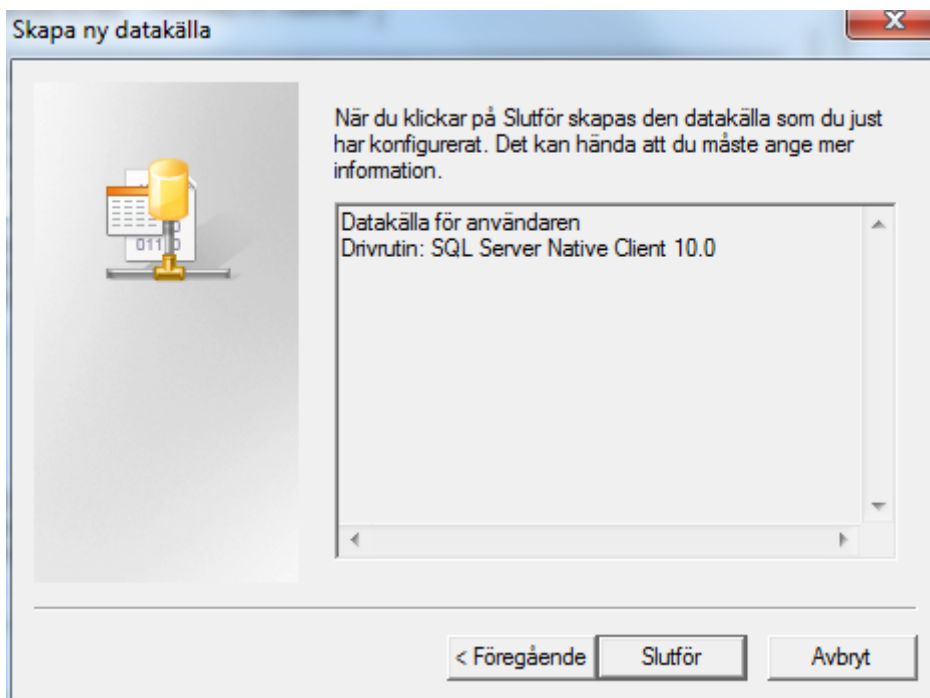 Skapa ny datakälla
När du klickar på Slutför skapas den datakälla som du just
har konfigurerat. Det kan hända att du måste ange mer
information.
Datakälla för användaren
Drivrutin: SQL Server Native Client 10.0
< Föregående
Slutför
Avbryt